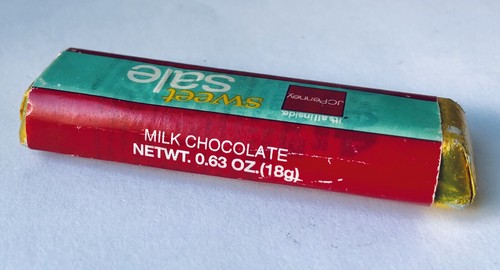 sweet
sale
JCPenney
it's all inside.
MILK CHOCOLATE
NETWT. 0.63 OZ.(18g)